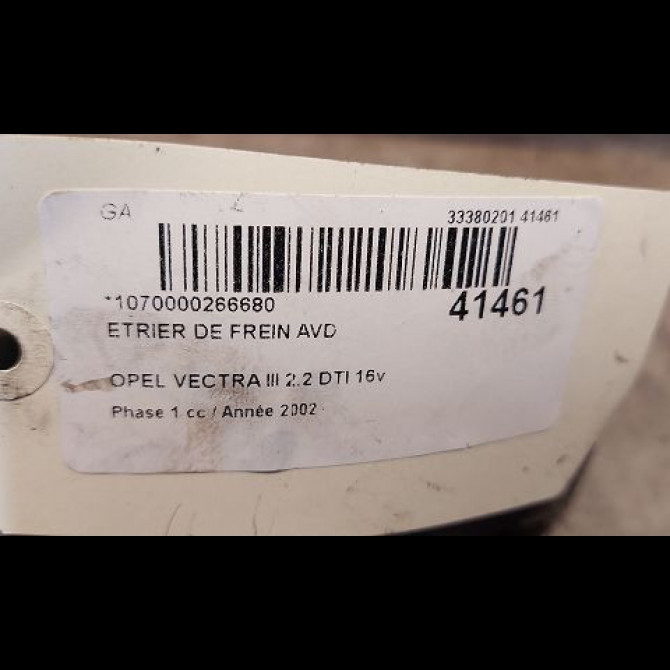 GA 33380201 41461
*1070000266680 41461
ETRIER DE FREIN AVD
OPEL VECTRA III 2.2 DTI 16v
Phase 1 cc / Année 2002